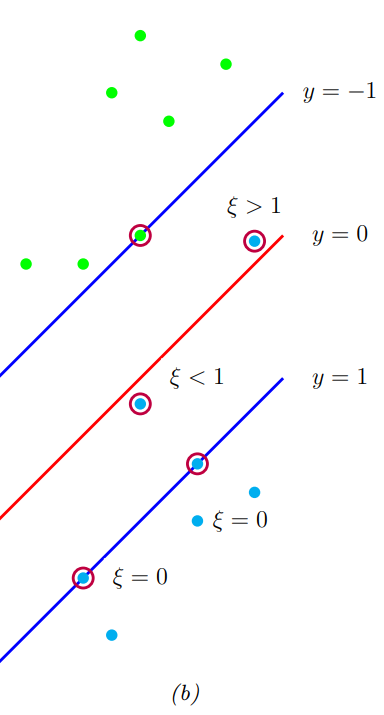 y = −1
ξ > 1
y = 0
ξ < 1
y = 1
ξ = 0
ξ = 0
(b)